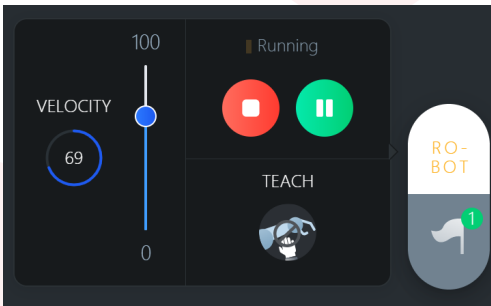 100
Running
VELOCITY
69
0
TEACH
RO-
BOT
1